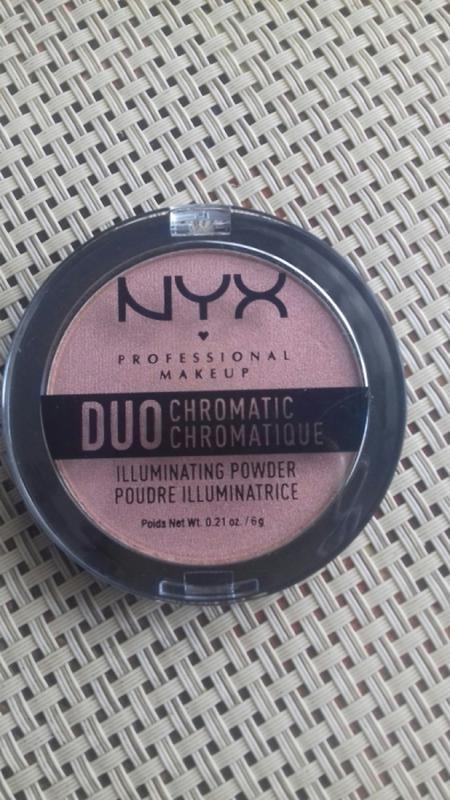 NYX
PROFESSIONAL
MAKEUP
DUO CHROMATIC
CHROMATIQUE
ILLUMINATING POWDER
POUDRE ILLUMINATRICE
Poids Net Wt. 0.21 oz. / 6g